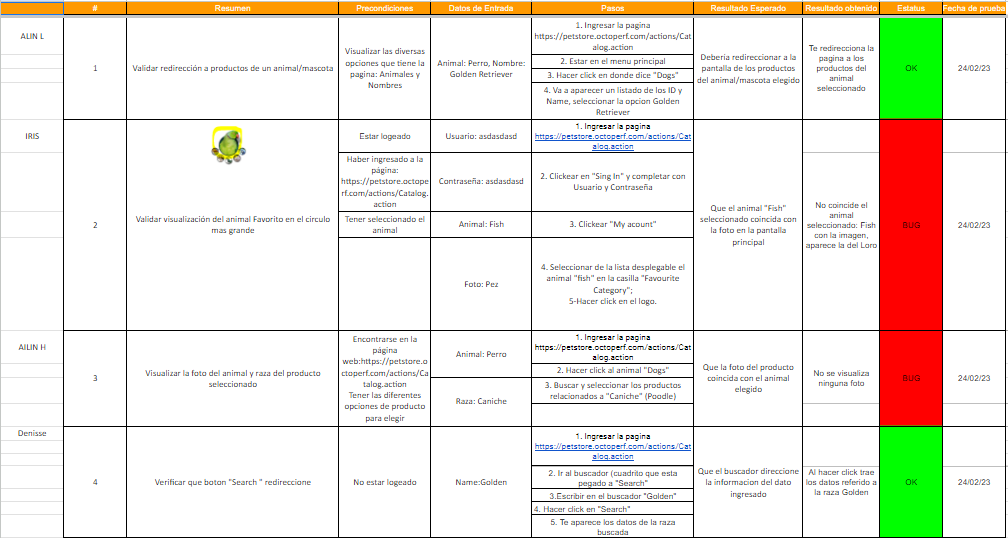 # Resumen Precondiciones Datos de Entrada Pasos Resultado Esperado Resultado obtenido Estatus Fecha de prueba
ALIN L
1
Validar redirección a productos de un animal/mascota
Visualizar las diversas
opciones que tiene la
pagina: Animales y
Nombres
Animal: Perro, Nombre:
Golden Retriever
1. Ingresar la pagina
https://petstore.octoperf.com/actions/Cat
alog.action
2. Estar en el menu principal
3. Hacer click en donde dice "Dogs"
4. Va a aparecer un listado de los ID y
Name, seleccionar la opcion Golden
Retriever
Debería redireccionar a la
pantalla de los productos
del animal/mascota elegido
Te redirecciona la
pagina a los
productos del
animal
seleccionado
OK
24/02/23
IRIS
2
Validar visualización del animal Favorito en el circulo
mas grande
Estar logeado
Haber ingresado a la
página:
https://petstore.octope
rf.com/actions/Catalog.
action
Tener seleccionado el
animal
Usuario: asdasdasd
Contraseña: asdasdasd
Animal: Fish
Foto: Pez
1. Ingresar la pagina
https://petstore.octoperf.com/actions/Cat
alog.action
2. Clickear en "Sing In" y completar con
Usuario y Contraseña
3. Clickear "My acount"
4. Seleccionar de la lista desplegable el
animal "fish" en la casilla "Favourite
Category";
5-Hacer click en el logo.
Que el animal "Fish"
seleccionado coincida con
la foto en la pantalla
principal
No coincide el
animal
seleccionado: Fish
con la imagen,
aparece la del Loro
BUG
24/02/23
AILIN H
3
Visualizar la foto del animal y raza del producto
seleccionado
Encontrarse en la
página
web:https://petstore.o
ctoperf.com/actions/Ca
talog.action
Tener las diferentes
opciones de producto
para elegir
Animal: Perro
Raza: Caniche
1. Ingresar la pagina
https://petstore.octoperf.com/actions/Cat
alog.action
2. Hacer click al animal "Dogs"
3. Buscar y seleccionar los productos
relacionados a "Caniche" (Poodle)
Que la foto del producto
coincida con el animal
elegido
No se visualiza
ninguna foto
BUG
24/02/23
Denisse
4
Verificar que boton "Search " redireccione
No estar logeado
Name:Golden
1. Ingresar la pagina
https://petstore.octoperf.com/actions/Cat
alog.action
2. Ir al buscador (cuadrito que esta
pegado a "Search"
3.Escribir en el buscador "Golden"
4. Hacer click en "Search"
5. Te aparece los datos de la raza
buscada
Que el buscador direccione
la informacion del dato
ingresado
Al hacer click trae
los datos referido a
la raza Golden
OK
24/02/23